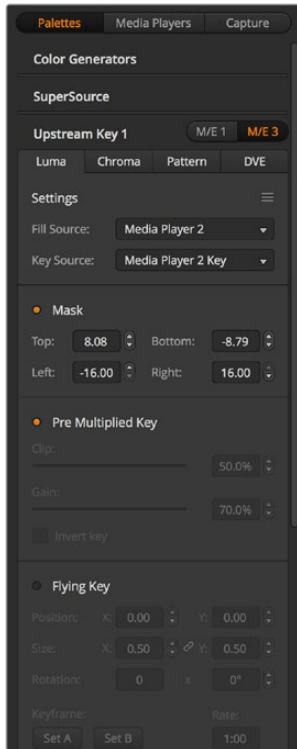 Palettes Media Players Capture
Color Generators
SuperSource
Upstream Key 1 M/E 1 M/E 3
Luma Chroma Pattern DVE
Settings
Fill Source: Media Player 2
Key Source: Media Player 2 Key
Mask
Top: 8.08 Bottom: -8.79
Left: -16.00 Right: 16.00
Pre Multiplied Key
Clip:
50.0%
Gain:
70.0%
Invert key
Flying Key
Position: X: 0.00 Y: 0.00
Size: X: 0.50 Y: 0.50
Rotation: 0 x 0°
Keyframe: Rate:
Set A Set B 1:00